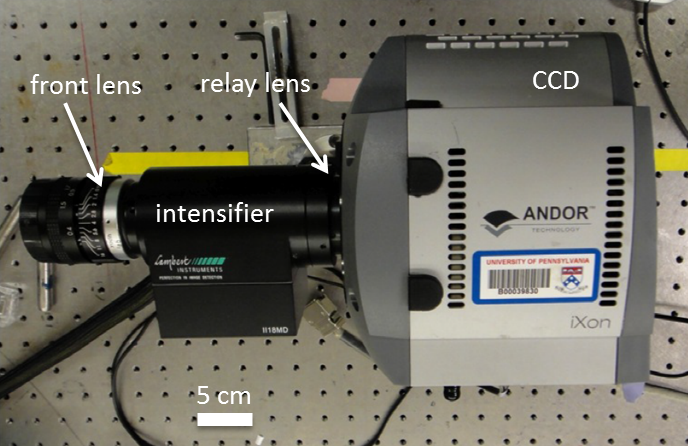 front lens
relay lens
CCD
intensifier
ANDOR™
TECHNOLOGY
Lambert
INSTRUMENTS
PERFECTION IN IMAGE DETECTION
UNIVERSITY OF PENNSYLVANIA
B00039830
II18MD
iXon
5 cm